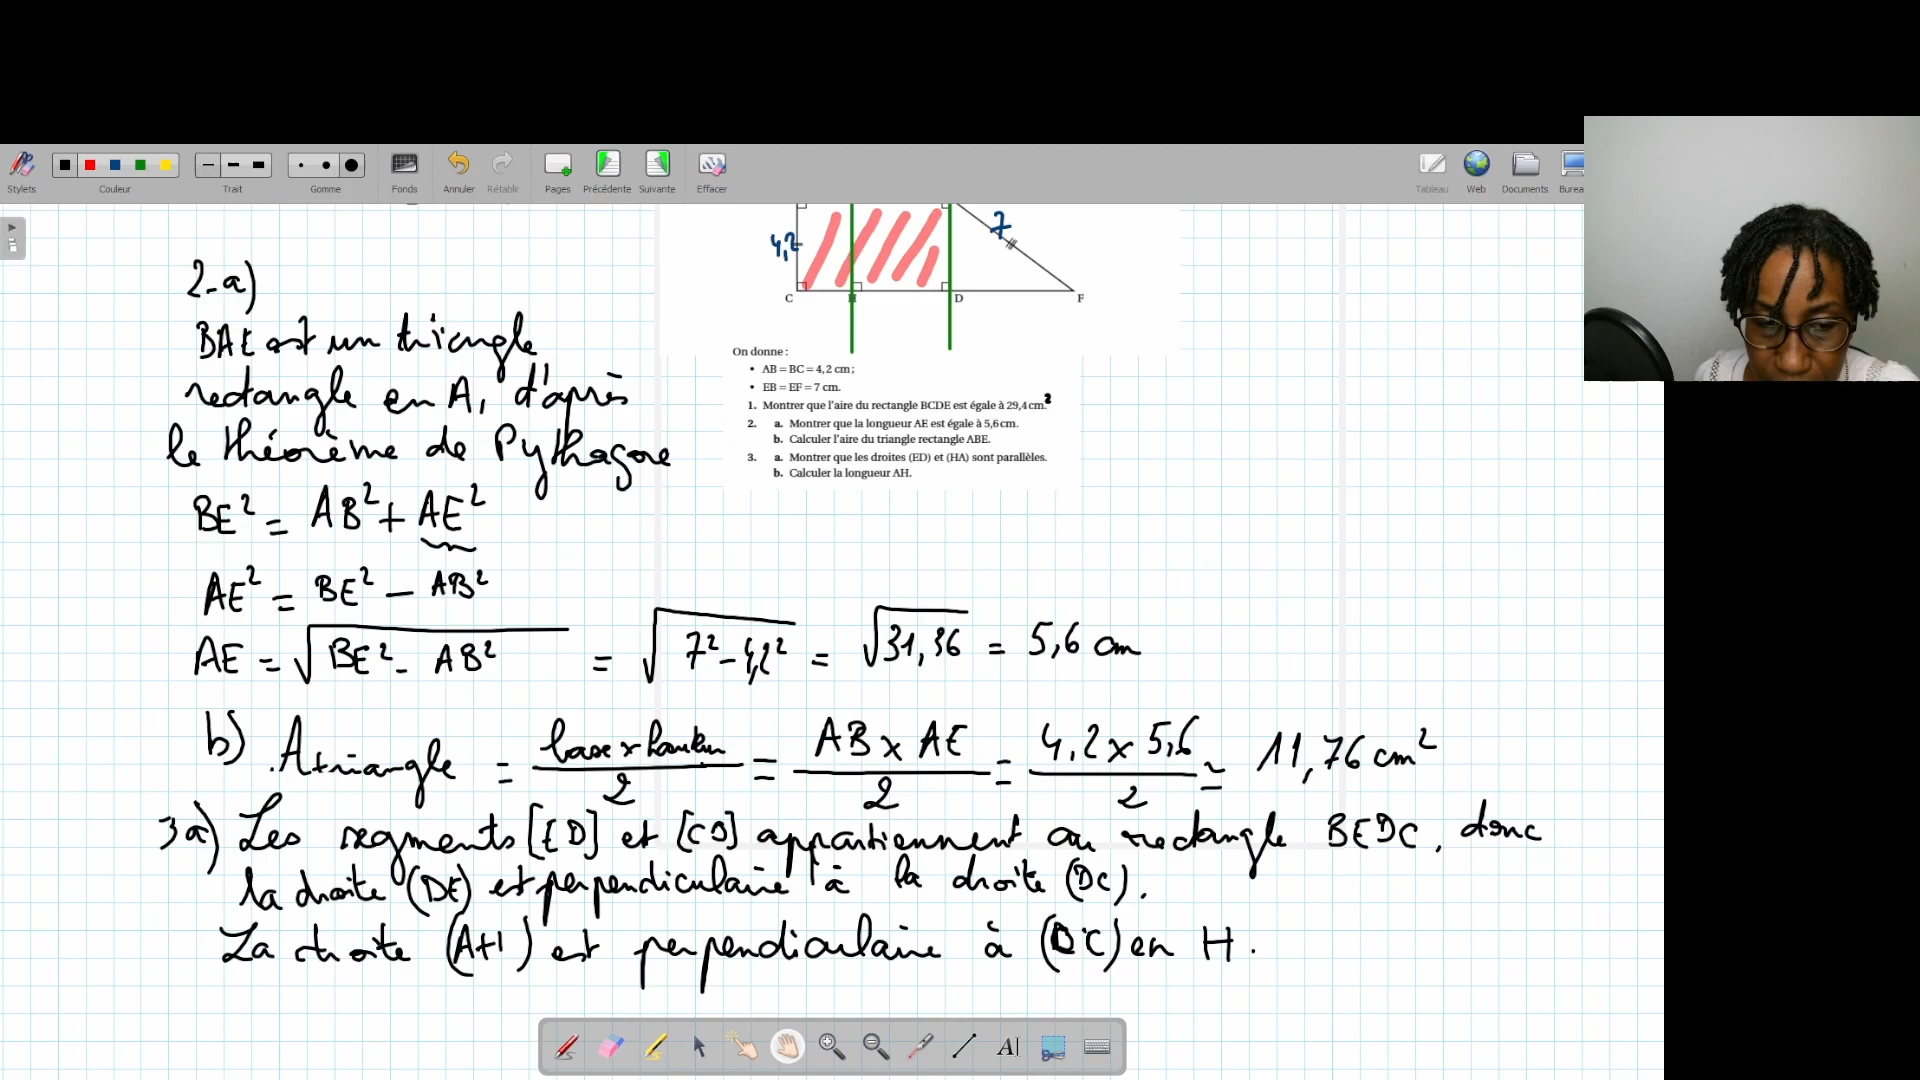 Stylets Couleur Trait Gomme Fonds Annuler Rétablir Pages Précédente Suivante Effacer Tableau Web Documents Burea
4,2
7
C H D F
2-a)
BAE est un triangle
rectangle en A, d'après
le théorème de Pythagore
BE² = AB² + AE²
AE² = BE² - AB²
AE = √BE² - AB² = √7² - 4,2² = √31,36 = 5,6 cm
On donne :
• AB = BC = 4,2 cm ;
• EB = EF = 7 cm.
1. Montrer que l'aire du rectangle BCDE est égale à 29,4 cm.²
2. a. Montrer que la longueur AE est égale à 5,6 cm.
b. Calculer l'aire du triangle rectangle ABE.
3. a. Montrer que les droites (ED) et (HA) sont parallèles.
b. Calculer la longueur AH.
b) Atriangle = base x hauteur / 2 = AB x AE / 2 = 4,2 x 5,6 / 2 = 11,76 cm²
3a) Les segments [ED] et [CD] appartiennent au rectangle BEDC, donc
la droite (DE) est perpendiculaire à la droite (DC).
La droite (AH) est perpendiculaire à (DC) en H.
A